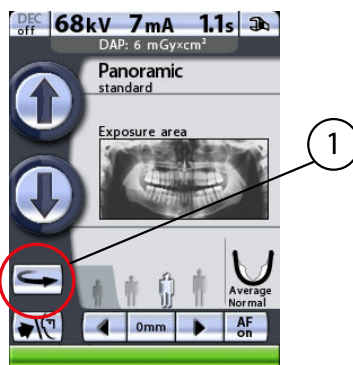 DEC off 68kV 7mA 1.1s
DAP: 6 mGy×cm²
Panoramic
standard
Exposure area
1
Average
Normal
0mm AF on